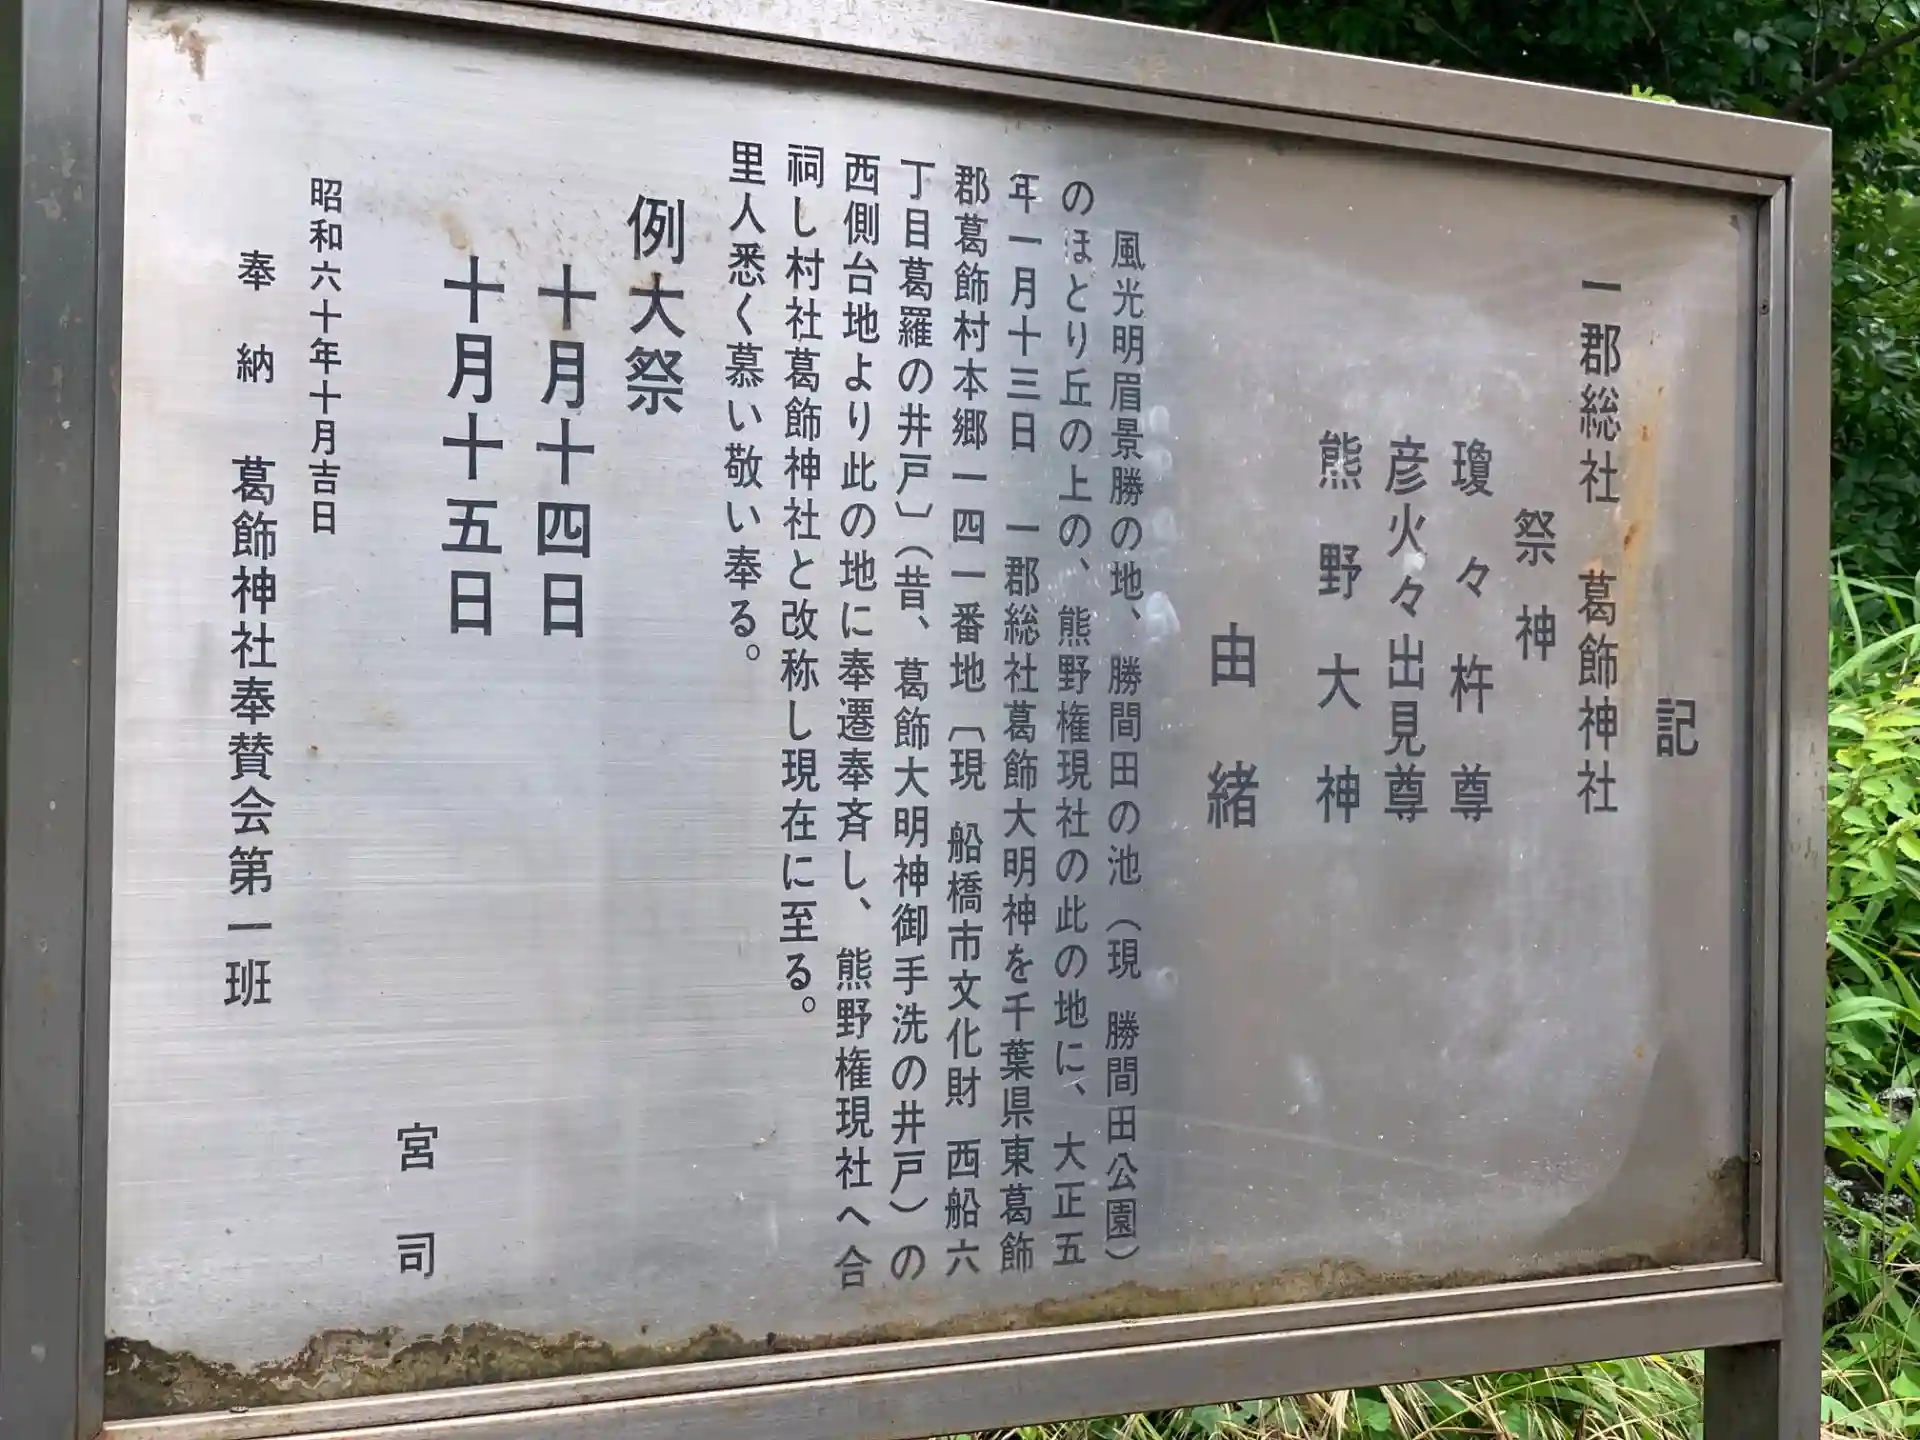 記
一郡総社　葛飾神社
祭神
瓊々杵尊
彦火々出見尊
熊野大神
由緒
風光明眉景勝の地、勝間田の池（現　勝間田公園）
のほとり丘の上の、熊野権現社の此の地に、大正五
年一月十三日　一郡総社葛飾大明神を千葉県東葛飾
郡葛飾村本郷一四一番地〔現　船橋市文化財　西船六
丁目葛羅の井戸〕（昔、葛飾大明神御手洗の井戸）の
西側台地より此の地に奉遷奉斉し、熊野権現社へ合
祠し村社葛飾神社と改称し現在に至る。
里人悉く慕い敬い奉る。
例大祭
十月十四日
十月十五日
宮司
昭和六十年十月吉日
奉納　葛飾神社奉賛会第一班